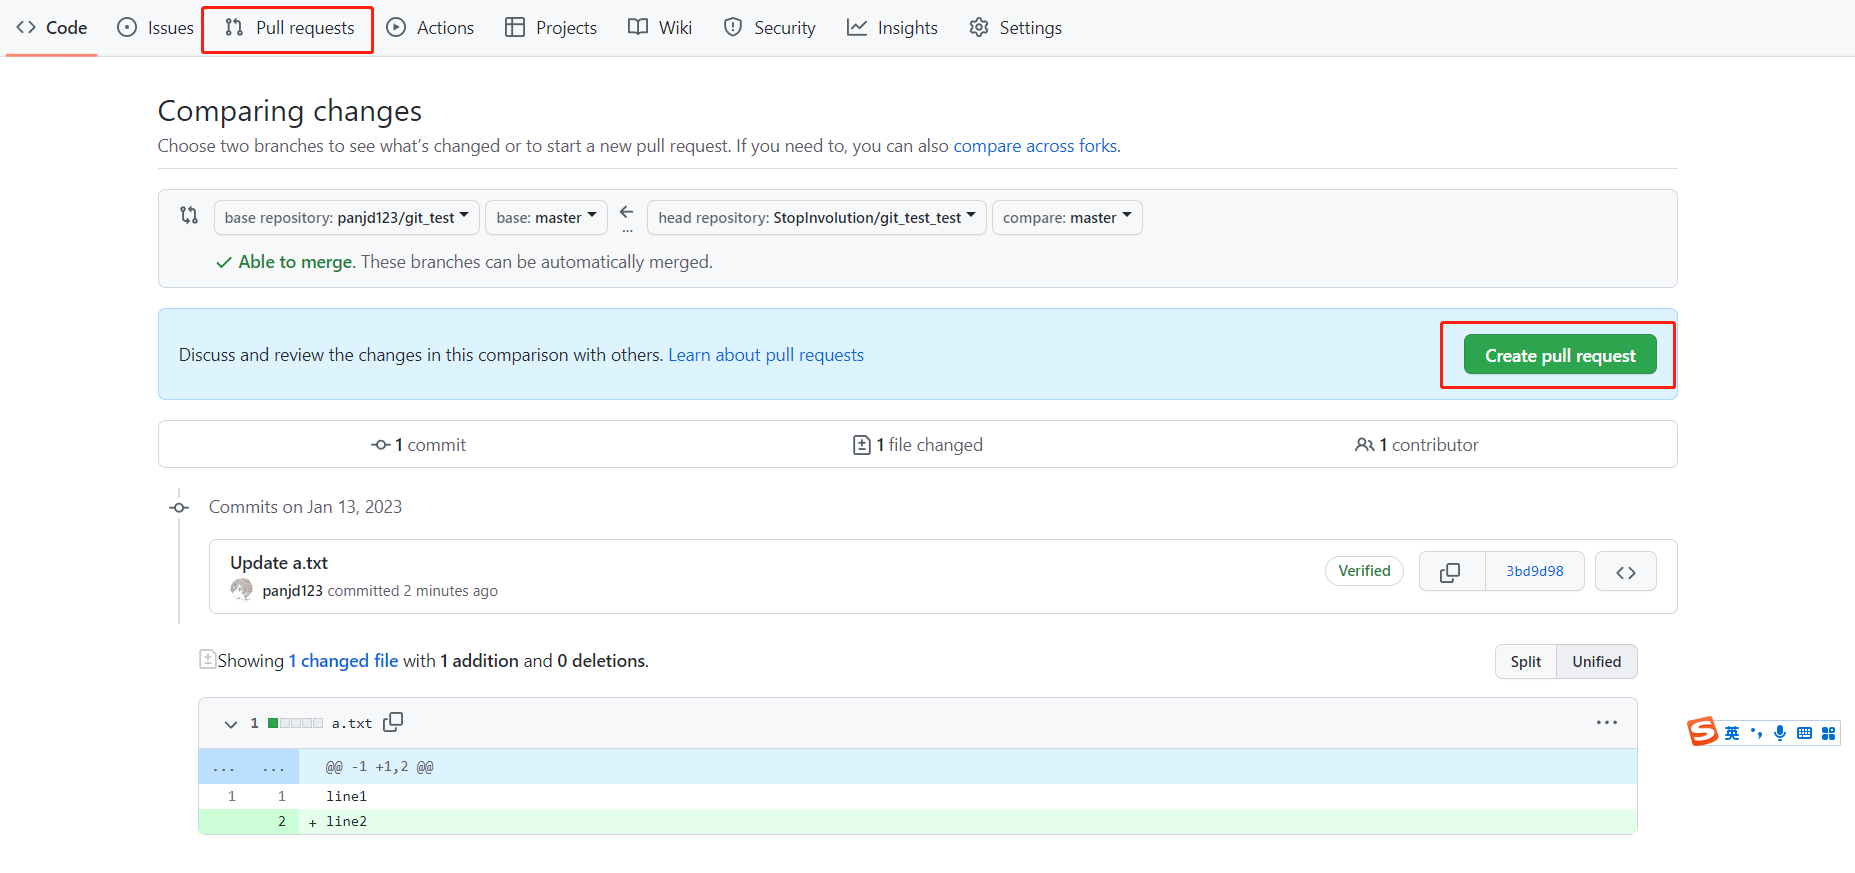 Code Issues Pull requests Actions Projects Wiki Security Insights Settings
Comparing changes
Choose two branches to see what's changed or to start a new pull request. If you need to, you can also compare across forks.
base repository: panjd123/git_test base: master ... head repository: StopInvolution/git_test_test compare: master
Able to merge. These branches can be automatically merged.
Discuss and review the changes in this comparison with others. Learn about pull requests Create pull request
1 commit 1 file changed 1 contributor
Commits on Jan 13, 2023
Update a.txt
panjd123 committed 2 minutes ago
Verified 3bd9d98
Showing 1 changed file with 1 addition and 0 deletions. Split Unified
1 a.txt
... ... @@ -1 +1,2 @@
英
1 1 line1
2 + line2